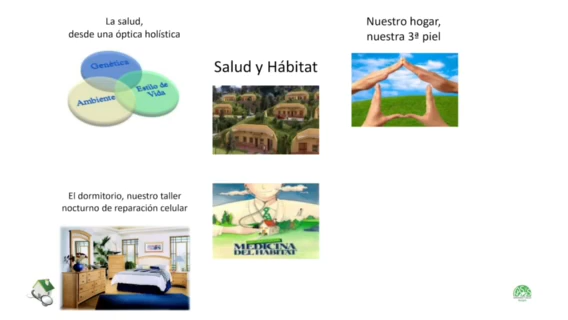 La salud,
desde una óptica holística
Genética
Ambiente
Estilo de
Vida
Salud y Hábitat
Nuestro hogar,
nuestra 3ª piel
El dormitorio, nuestro taller
nocturno de reparación celular
MEDICINA
DEL HABITAT